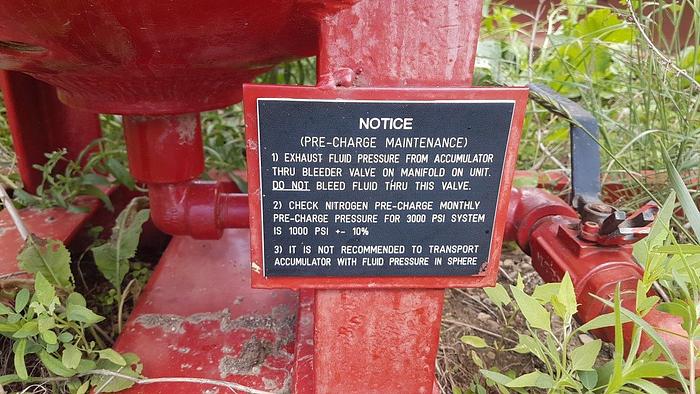 NOTICE
(PRE-CHARGE MAINTENANCE)
1) EXHAUST FLUID PRESSURE FROM ACCUMULATOR
THRU BLEEDER VALVE ON MANIFOLD ON UNIT.
DO NOT BLEED FLUID THRU THIS VALVE.
2) CHECK NITROGEN PRE-CHARGE MONTHLY
PRE-CHARGE PRESSURE FOR 3000 PSI SYSTEM
IS 1000 PSI +- 10%
3) IT IS NOT RECOMMENDED TO TRANSPORT
ACCUMULATOR WITH FLUID PRESSURE IN SPHERE